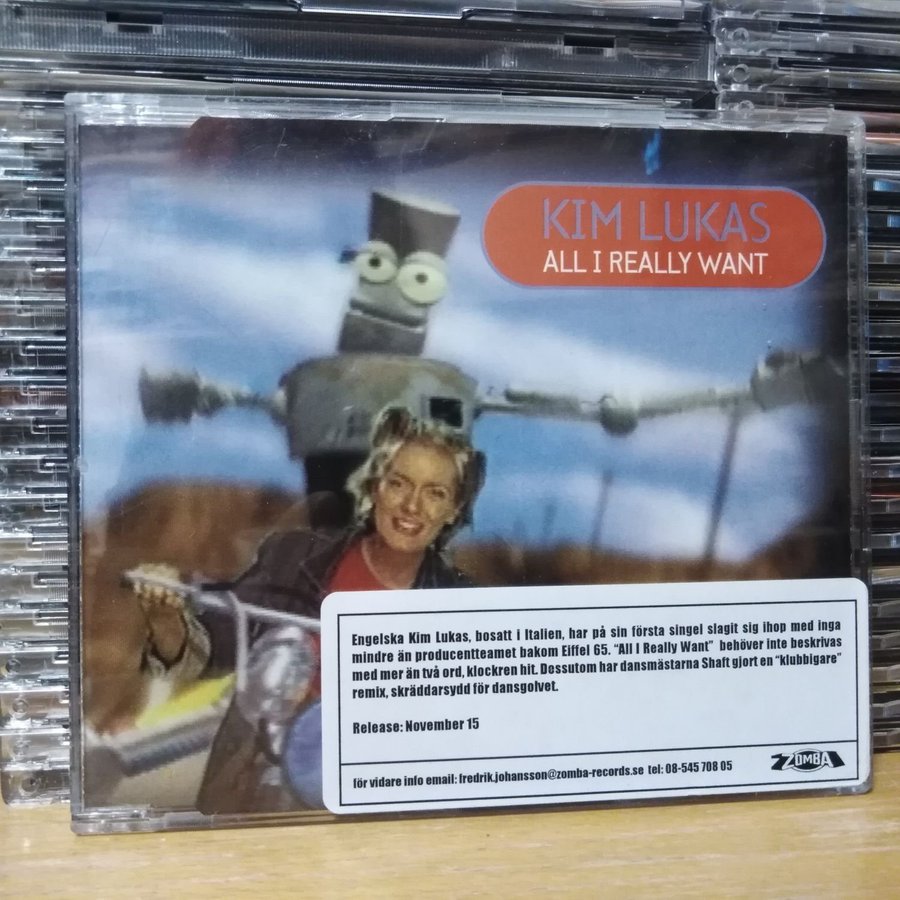 KIM LUKAS
ALL I REALLY WANT
Engelska Kim Lukas, bosatt i Italien, har på sin första singel slagit sig ihop med inga
mindre än producentteamet bakom Eiffel 65. “All I Really Want” behöver inte beskrivas
med mer än två ord, klockren hit. Dessutom har dansmästarna Shaft gjort en “klubbigare”
remix, skräddarsydd för dansgolvet.
Release: November 15
för vidare info email: fredrik.johansson@zomba-records.se tel: 08-545 708 05
ZOMBA